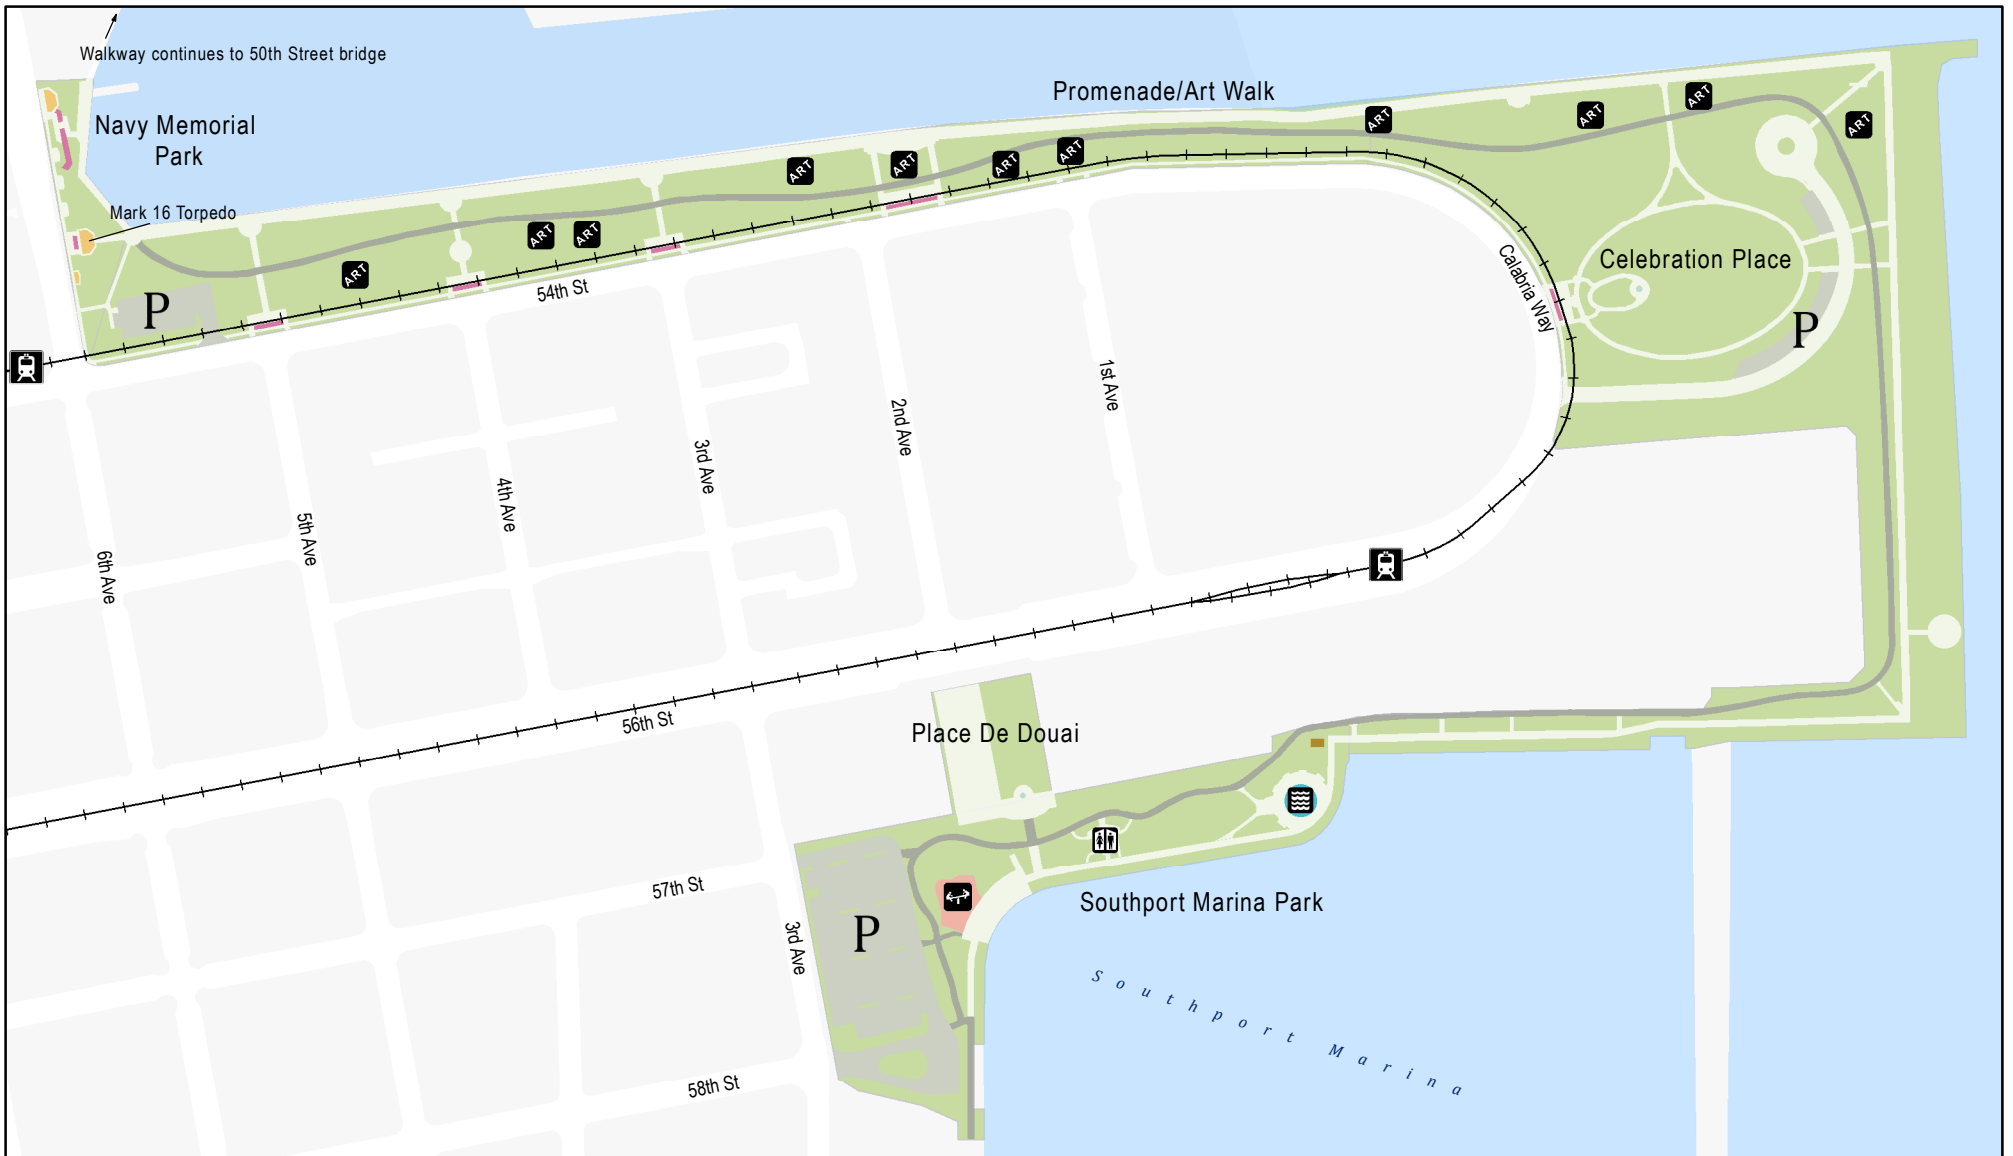 Walkway continues to 50th Street bridge
Promenade/Art Walk
Navy Memorial
Park
Mark 16 Torpedo
ART
ART
ART
ART
ART
ART
ART
ART
ART
ART
ART
ART
P
54th St
Calabria Way
Celebration Place
P
1st Ave
2nd Ave
3rd Ave
4th Ave
5th Ave
6th Ave
56th St
Place De Douai
57th St
3rd Ave
P
Southport Marina Park
Southport Marina
58th St